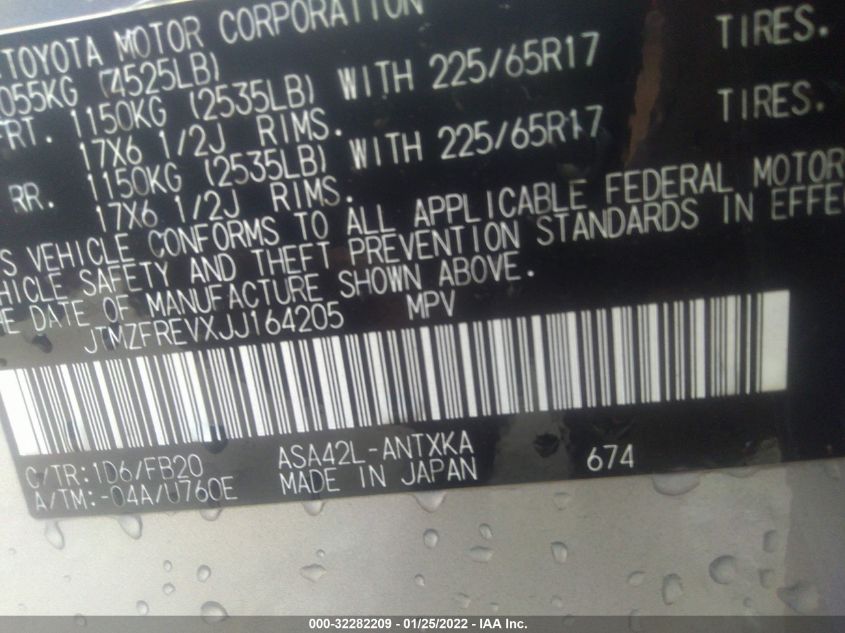 TOYOTA MOTOR CORPORATION
055KG (4525LB)
FRT. 1150KG (2535LB) WITH 225/65R17 TIRES.
17X6 1/2J RIMS.
RR. 1150KG (2535LB) WITH 225/65R17 TIRES.
17X6 1/2J RIMS.
S VEHICLE CONFORMS TO ALL APPLICABLE FEDERAL MOTOR
HICLE SAFETY AND THEFT PREVENTION STANDARDS IN EFFE
HE DATE OF MANUFACTURE SHOWN ABOVE.
JTMZFREVXJJ164205 MPV
C/TR:1D6/FB20 ASA42L-ANTXKA 674
A/TM:-04A/U760E MADE IN JAPAN
000-32282209 - 01/25/2022 - IAA Inc.